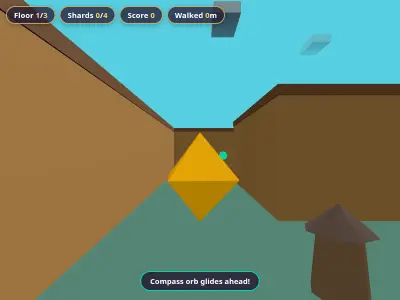 Floor 1/3
Shards 0/4
Score 0
Walked 0m
Compass orb glides ahead!